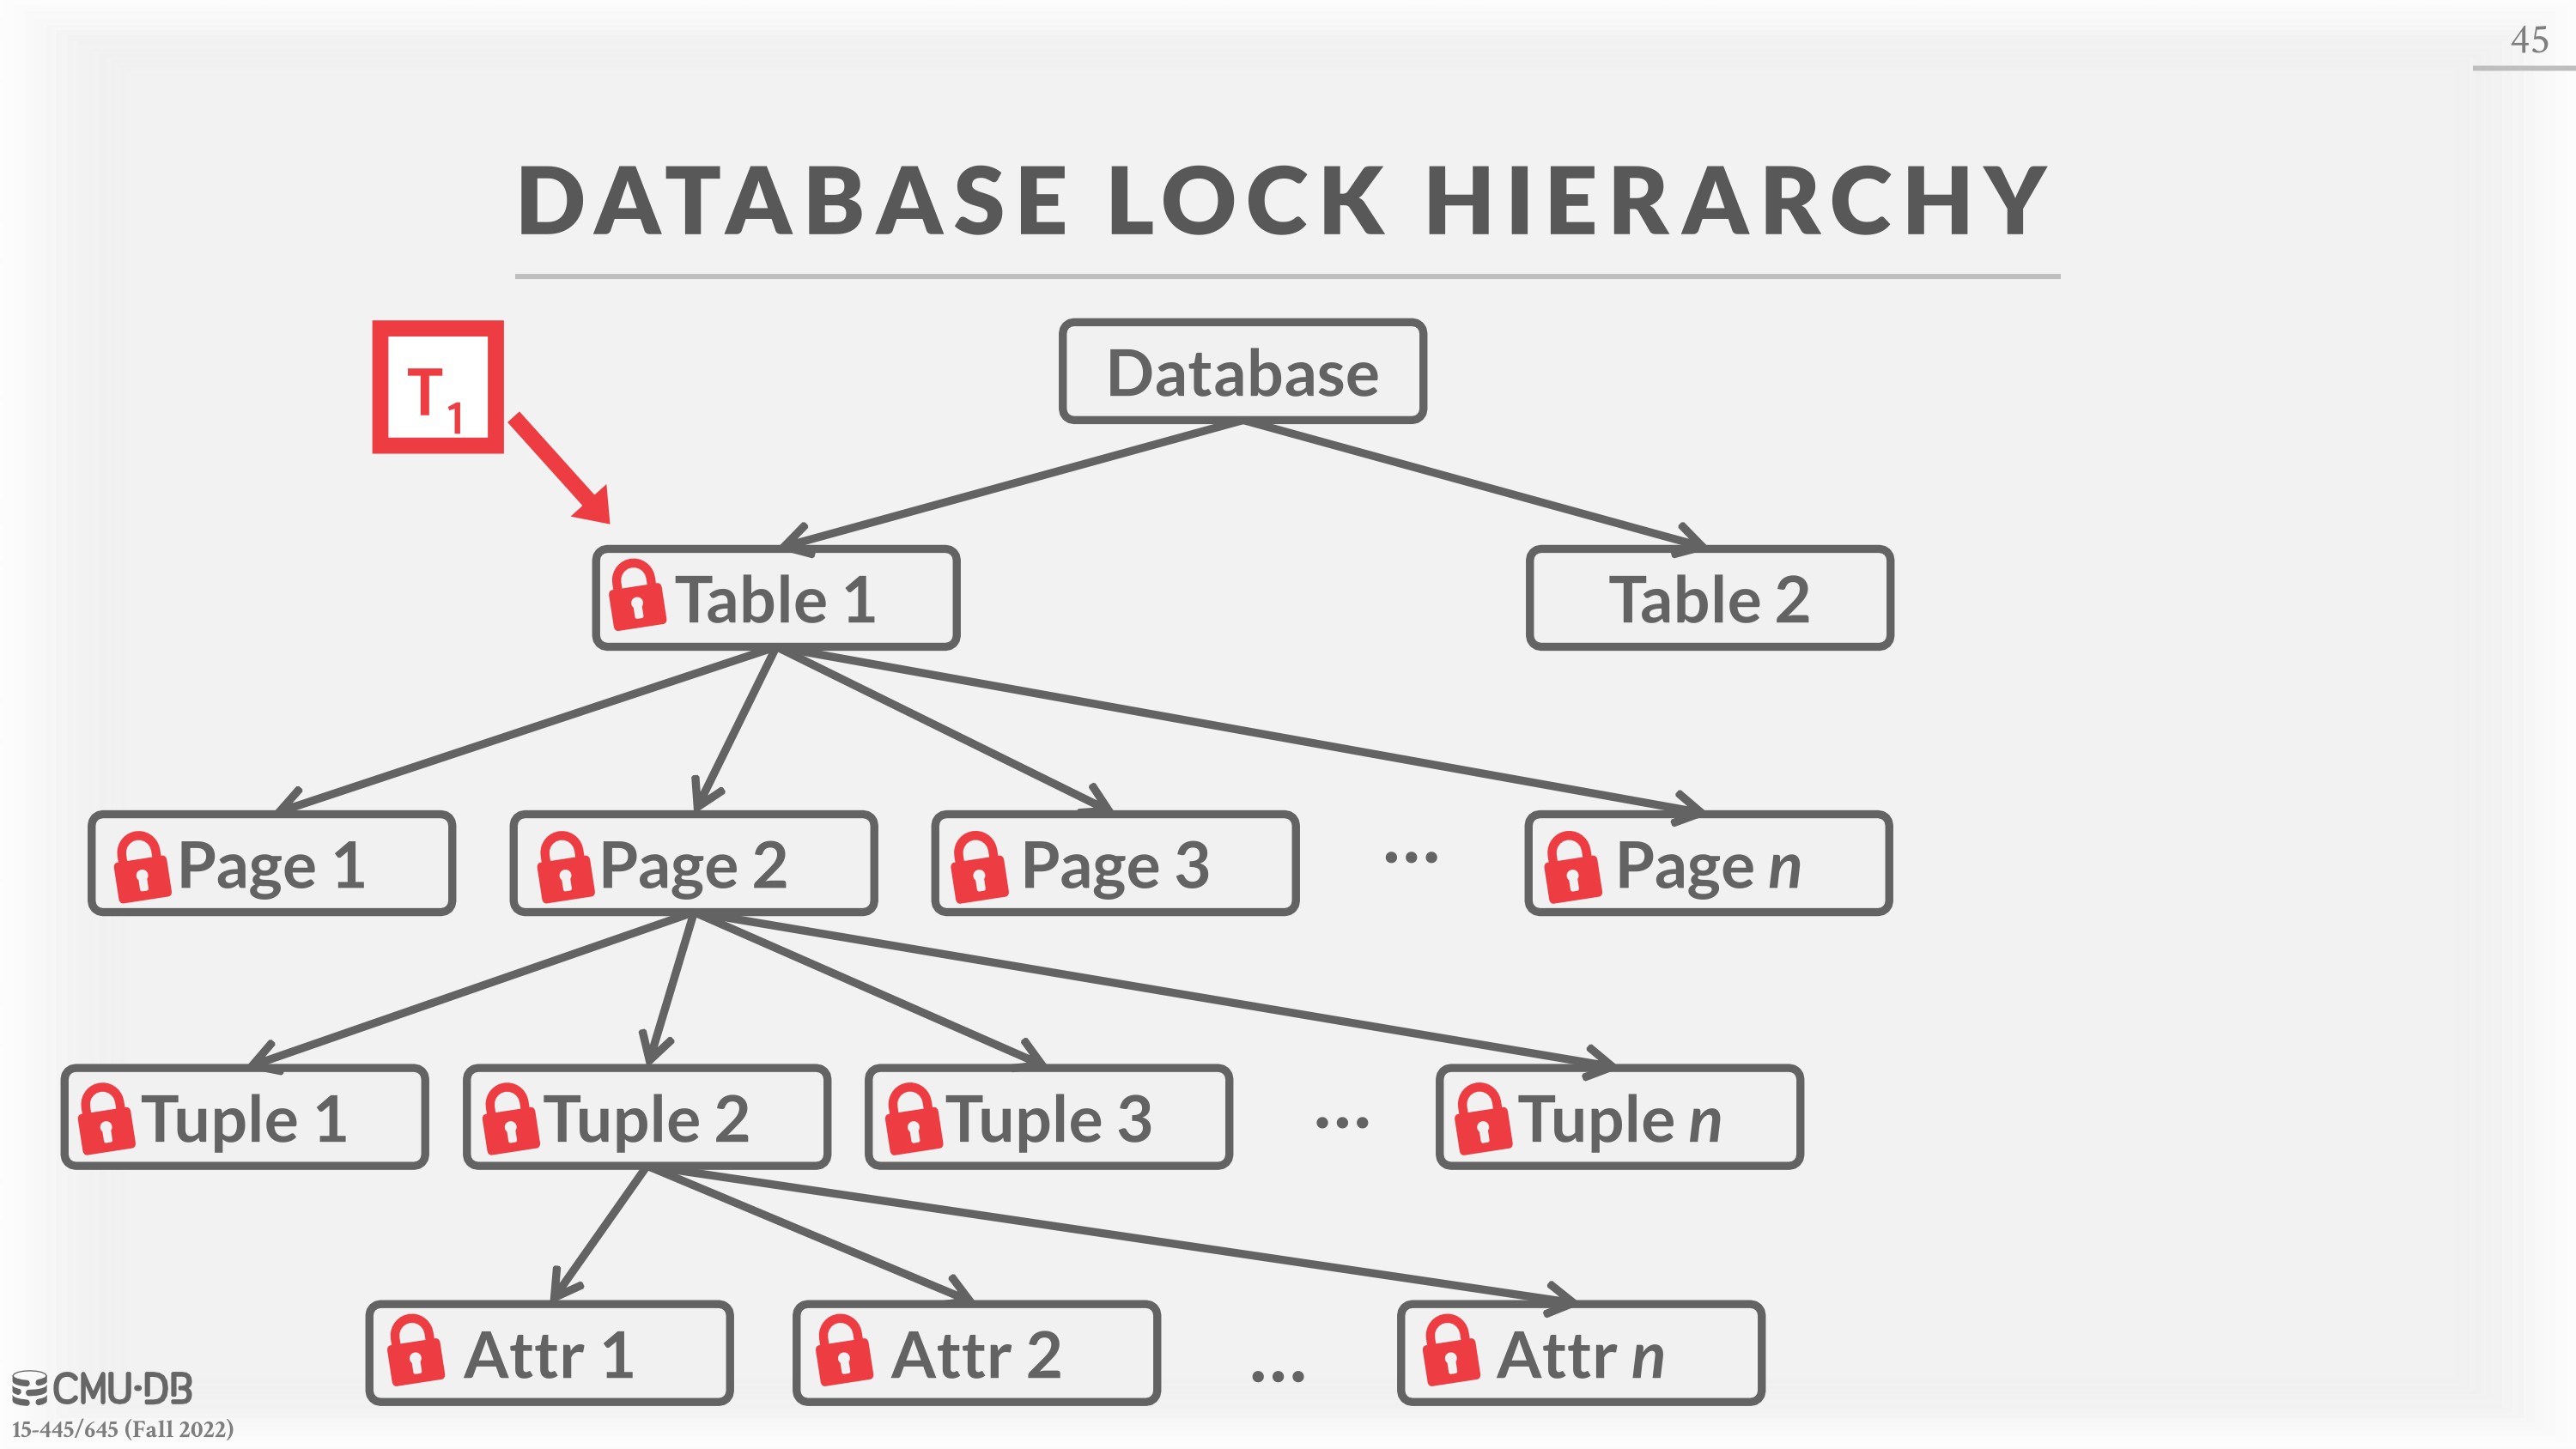 45
DATABASE LOCK HIERARCHY
T1
Database
Table 1
Table 2
Page 1
Page 2
Page 3
...
Page n
Tuple 1
Tuple 2
Tuple 3
...
Tuple n
Attr 1
Attr 2
...
Attr n
CMU·DB
15-445/645 (Fall 2022)